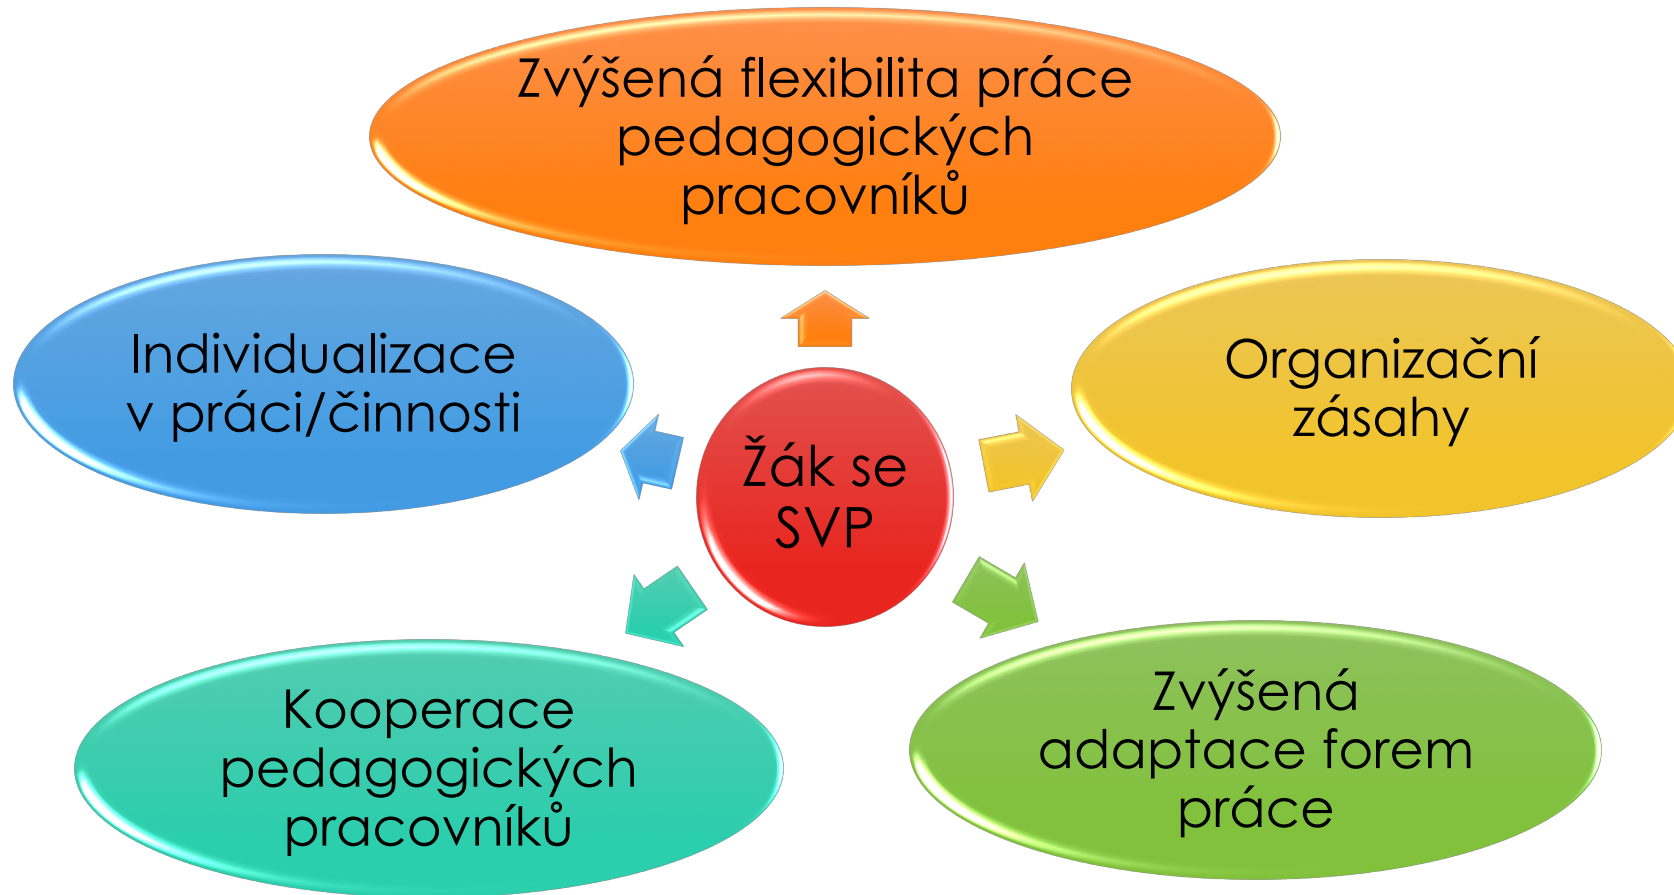 Zvýšená flexibilita práce
pedagogických
pracovníků
Individualizace
v práci/činnosti
Organizační
zásahy
Žák se
SVP
Kooperace
pedagogických
pracovníků
Zvýšená
adaptace forem
práce